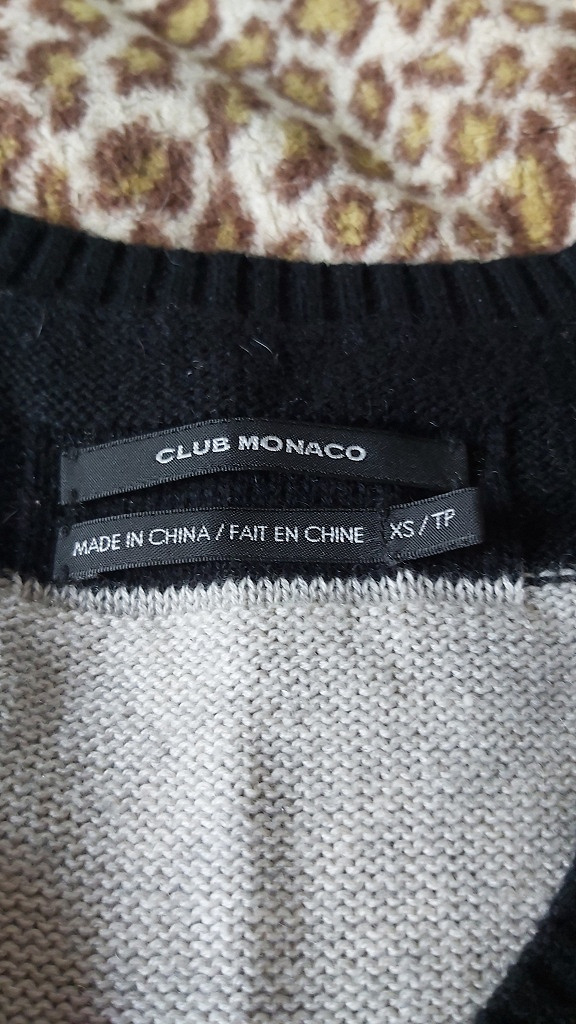 CLUB MONACO
MADE IN CHINA / FAIT EN CHINE
XS / TP